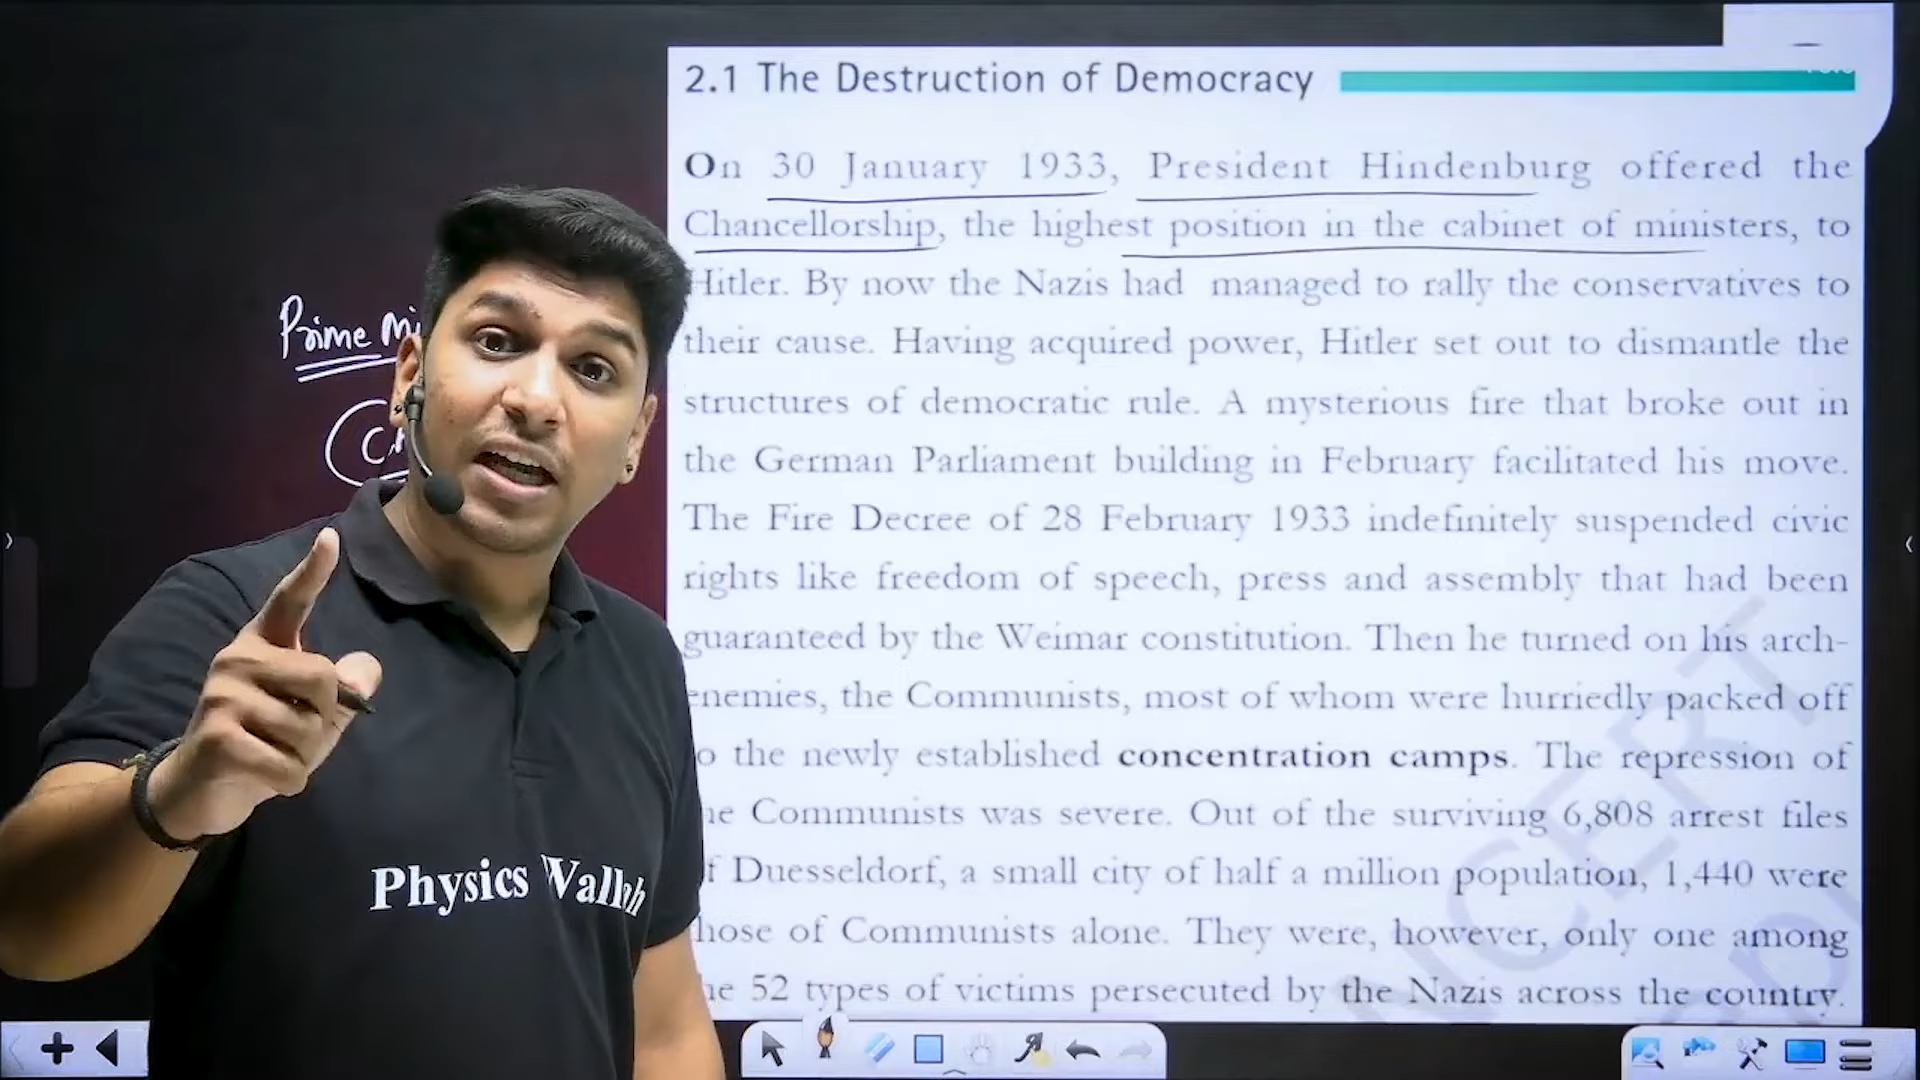 2.1 The Destruction of Democracy
On 30 January 1933, President Hindenburg offered the
Chancellorship, the highest position in the cabinet of ministers, to
Hitler. By now the Nazis had managed to rally the conservatives to
their cause. Having acquired power, Hitler set out to dismantle the
structures of democratic rule. A mysterious fire that broke out in
the German Parliament building in February facilitated his move.
The Fire Decree of 28 February 1933 indefinitely suspended civic
rights like freedom of speech, press and assembly that had been
guaranteed by the Weimar constitution. Then he turned on his arch-
enemies, the Communists, most of whom were hurriedly packed off
to the newly established concentration camps. The repression of
the Communists was severe. Out of the surviving 6,808 arrest files
of Duesseldorf, a small city of half a million population, 1,440 were
those of Communists alone. They were, however, only one among
the 52 types of victims persecuted by the Nazis across the country.
Prime Mi
Physics Wallah
NCERT